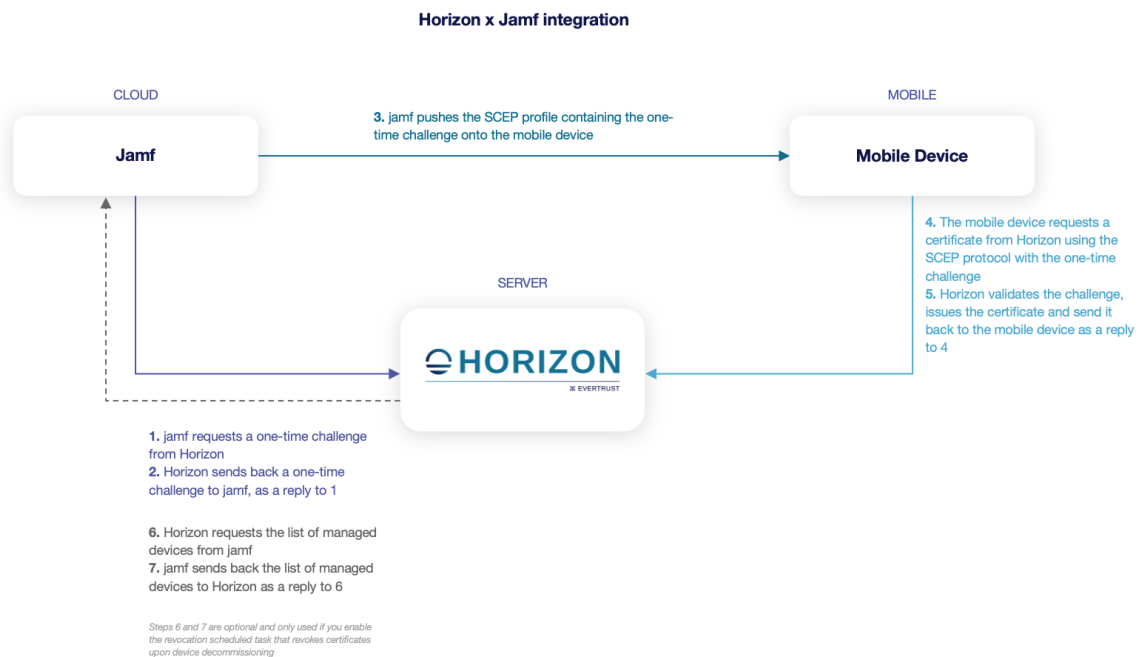 Horizon x Jamf integration
CLOUD
MOBILE
3. jamf pushes the SCEP profile containing the one-
time challenge onto the mobile device
Jamf
Mobile Device
4. The mobile device requests a
certificate from Horizon using the
SCEP protocol with the one-time
challenge
5. Horizon validates the challenge,
issues the certificate and send it
back to the mobile device as a reply
to 4
SERVER
HORIZON
EVERTRUST
1. jamf requests a one-time challenge
from Horizon
2. Horizon sends back a one-time
challenge to jamf, as a reply to 1
6. Horizon requests the list of managed
devices from jamf
7. jamf sends back the list of managed
devices to Horizon as a reply to 6
Steps 6 and 7 are optional and only used if you enable
the revocation scheduled task that revokes certificates
upon device decommissioning